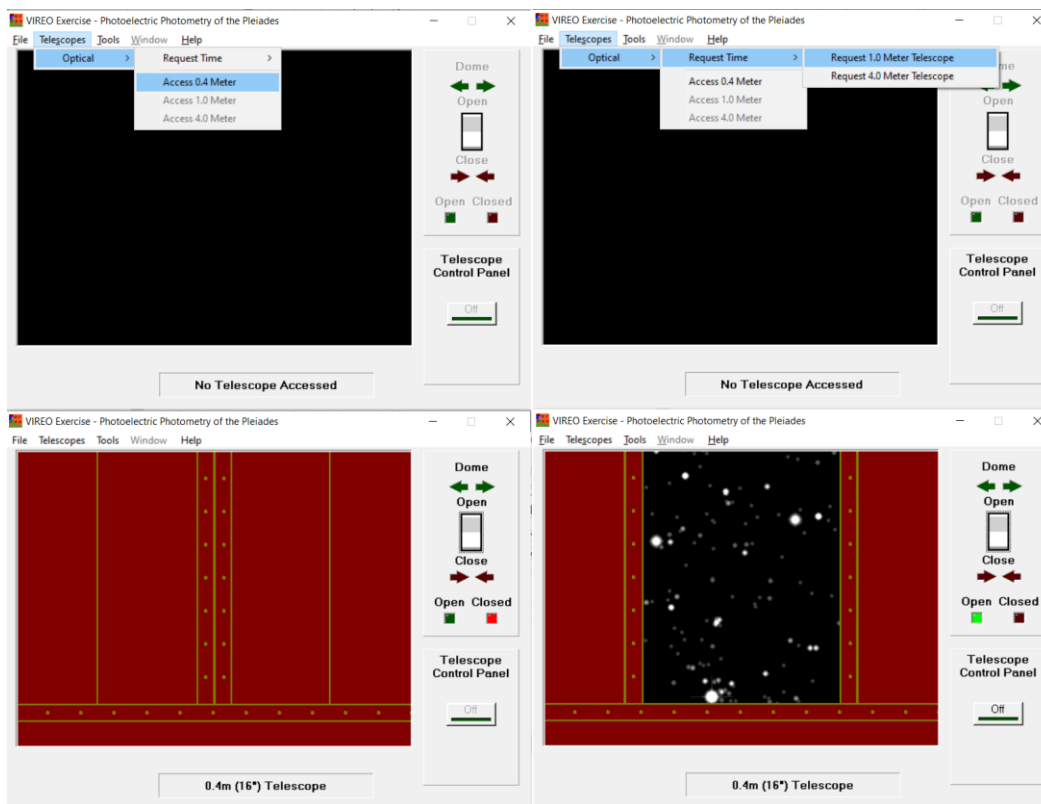 VIREO Exercise - Photoelectric Photometry of the Pleiades
File Telescopes Tools Window Help
Optical > Request Time >
Access 0.4 Meter
Access 1.0 Meter
Access 4.0 Meter
Dome
Open
Close
Open Closed
Telescope
Control Panel
Off
No Telescope Accessed
VIREO Exercise - Photoelectric Photometry of the Pleiades
File Telescopes Tools Window Help
Optical > Request Time > Request 1.0 Meter Telescope
Request 4.0 Meter Telescope
Access 0.4 Meter
Access 1.0 Meter
Access 4.0 Meter
me
Open
Close
Open Closed
Telescope
Control Panel
Off
No Telescope Accessed
VIREO Exercise - Photoelectric Photometry of the Pleiades
File Telescopes Tools Window Help
Dome
Open
Close
Open Closed
Telescope
Control Panel
Off
0.4m (16") Telescope
VIREO Exercise - Photoelectric Photometry of the Pleiades
File Telescopes Tools Window Help
Dome
Open
Close
Open Closed
Telescope
Control Panel
Off
0.4m (16") Telescope